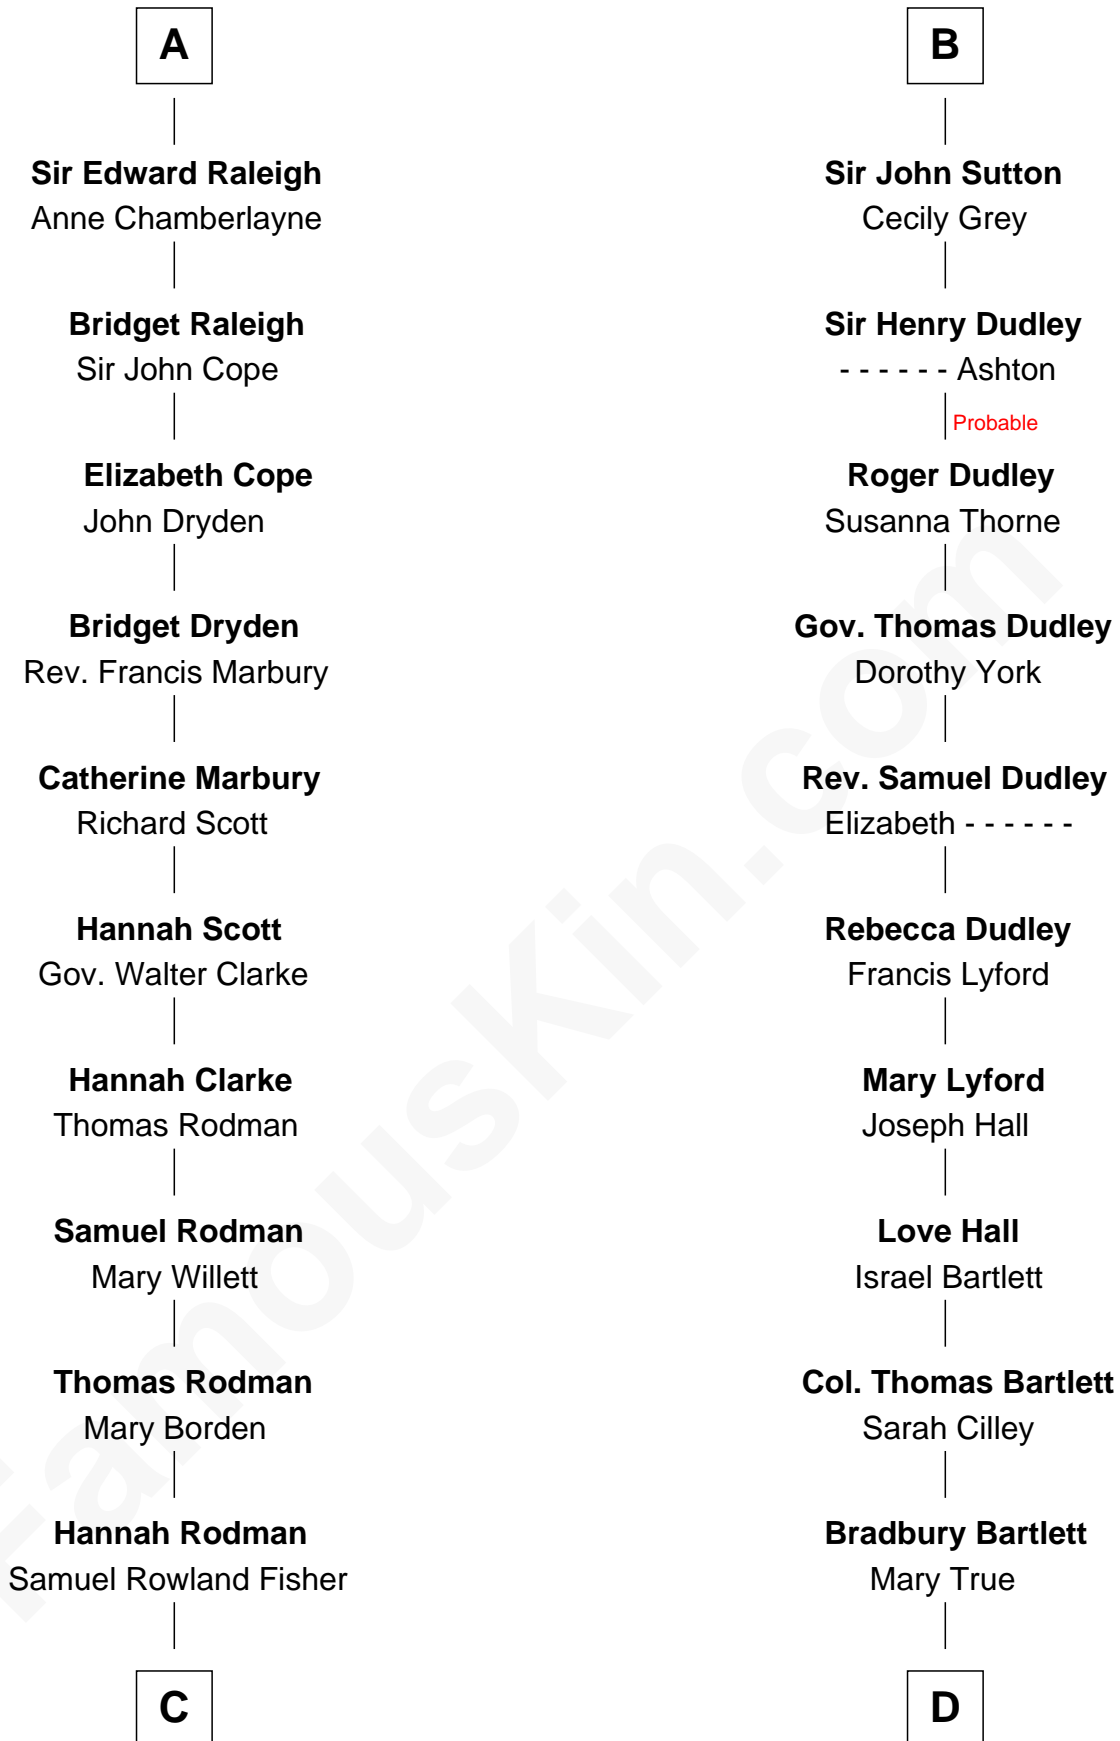 A
Sir Edward Raleigh
Anne Chamberlayne
Bridget Raleigh
Sir John Cope
Elizabeth Cope
John Dryden
Bridget Dryden
Rev. Francis Marbury
Catherine Marbury
Richard Scott
Hannah Scott
Gov. Walter Clarke
Hannah Clarke
Thomas Rodman
Samuel Rodman
Mary Willett
Thomas Rodman
Mary Borden
Hannah Rodman
Samuel Rowland Fisher
C
B
Sir John Sutton
Cecily Grey
Sir Henry Dudley
- - - - - - Ashton
Probable
Roger Dudley
Susanna Thorne
Gov. Thomas Dudley
Dorothy York
Rev. Samuel Dudley
Elizabeth - - - - - -
Rebecca Dudley
Francis Lyford
Mary Lyford
Joseph Hall
Love Hall
Israel Bartlett
Col. Thomas Bartlett
Sarah Cilley
Bradbury Bartlett
Mary True
D
FamousKin.com